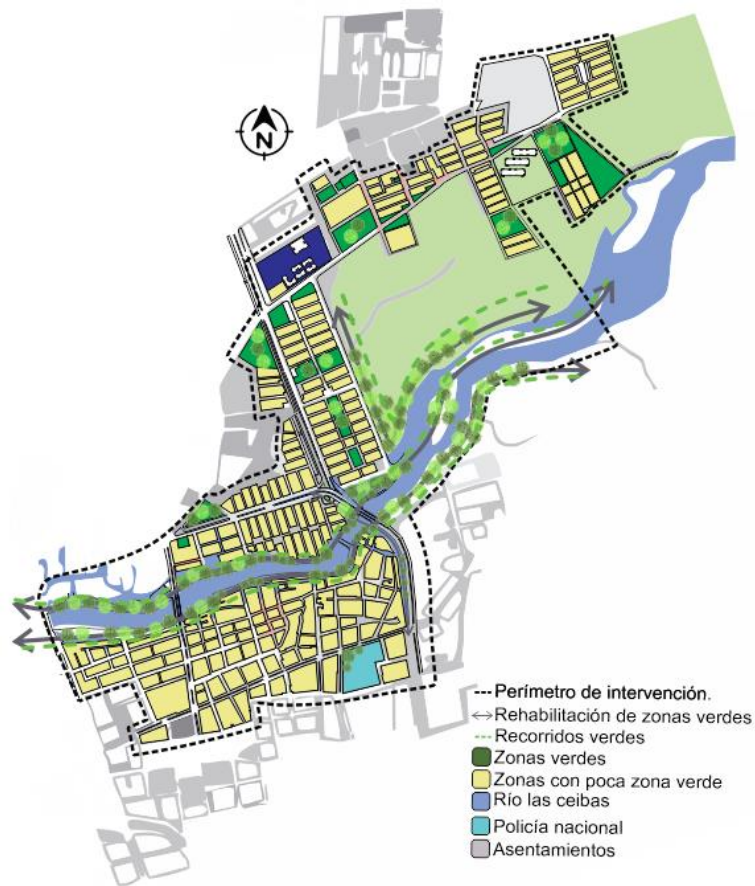 N
Perímetro de intervención.
Rehabilitación de zonas verdes
Recorridos verdes
Zonas verdes
Zonas con poca zona verde
Río las ceibas
Policía nacional
Asentamientos